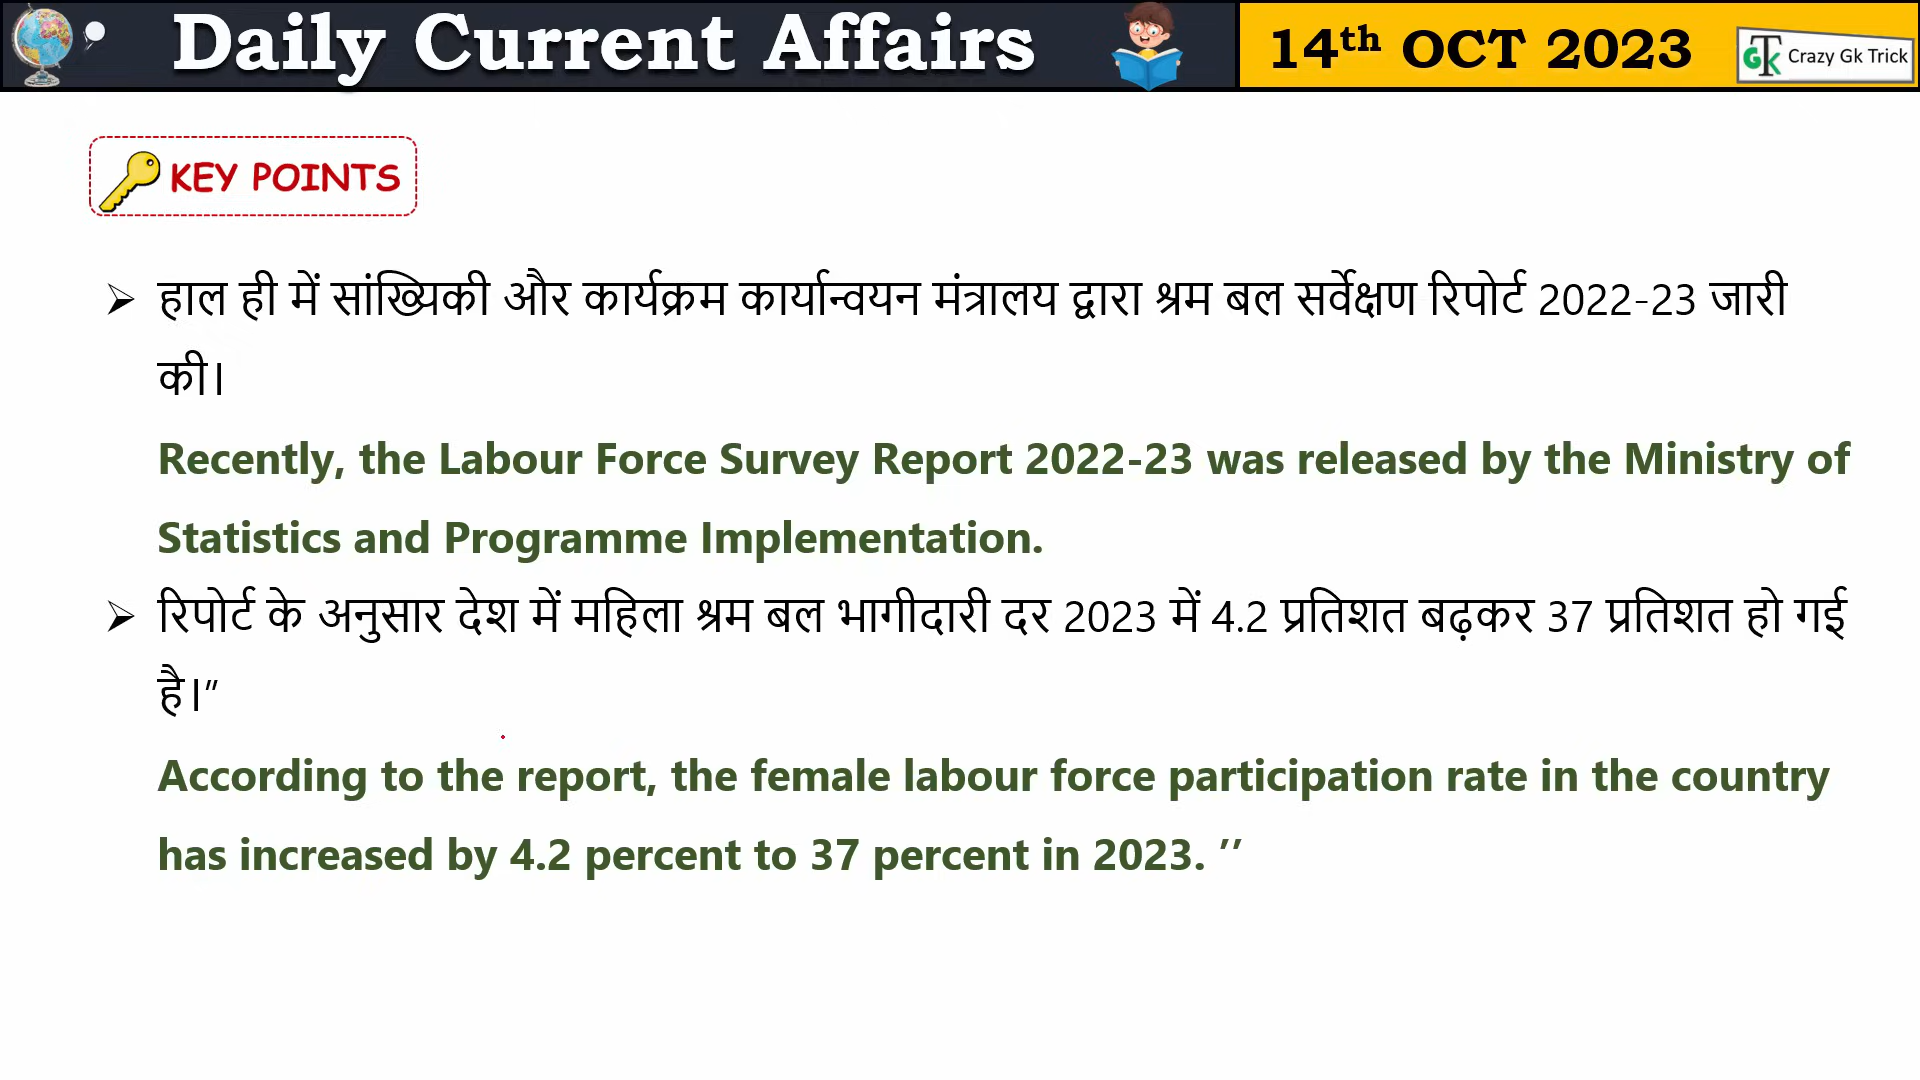 Daily Current Affairs
14th OCT 2023
GK Crazy Gk Trick
KEY POINTS
➢ हाल ही में सांख्यिकी और कार्यक्रम कार्यान्वयन मंत्रालय द्वारा श्रम बल सर्वेक्षण रिपोर्ट 2022-23 जारी
की।
Recently, the Labour Force Survey Report 2022-23 was released by the Ministry of
Statistics and Programme Implementation.
➢ रिपोर्ट के अनुसार देश में महिला श्रम बल भागीदारी दर 2023 में 4.2 प्रतिशत बढ़कर 37 प्रतिशत हो गई
है।”
According to the report, the female labour force participation rate in the country
has increased by 4.2 percent to 37 percent in 2023. ’’